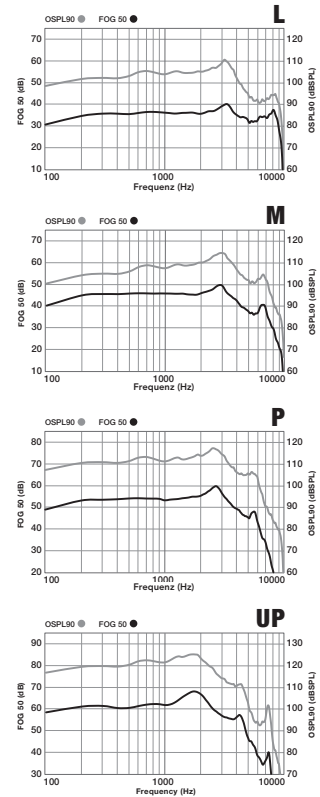 L
OSPL90 FOG 50
70 120
60 110
50 100
40 90
30 80
20 70
10 60
FOG 50 (dB)
OSPL90 (dBSPL)
100 1000 10000
Frequenz (Hz)
M
OSPL90 FOG 50
70 120
60 110
50 100
40 90
30 80
20 70
10 60
FOG 50 (dB)
OSPL90 (dBSPL)
100 1000 10000
Frequenz (Hz)
P
OSPL90 FOG 50
80 120
70 110
60 100
50 90
40 80
30 70
20 60
FOG 50 (dB)
OSPL90 (dBSPL)
100 1000 10000
Frequenz (Hz)
UP
OSPL90 FOG 50
90 130
80 120
70 110
60 100
50 90
40 80
30 70
FOG 50 (dB)
OSPL90 (dBSPL)
100 1000 10000
Frequency (Hz)